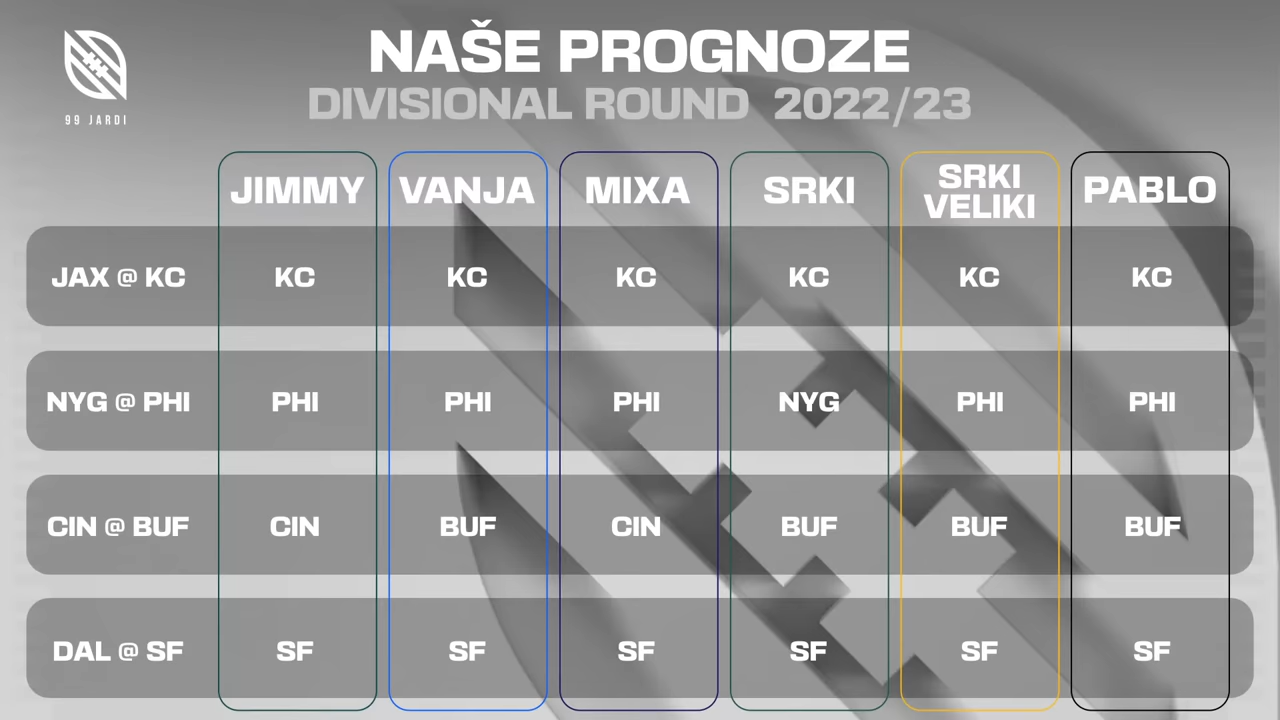 99 JARDI
NAŠE PROGNOZE
DIVISIONAL ROUND 2022/23
JIMMY VANJA MIXA SRKI SRKI VELIKI PABLO
JAX @ KC KC KC KC KC KC KC
NYG @ PHI PHI PHI PHI NYG PHI PHI
CIN @ BUF CIN BUF CIN BUF BUF BUF
DAL @ SF SF SF SF SF SF SF